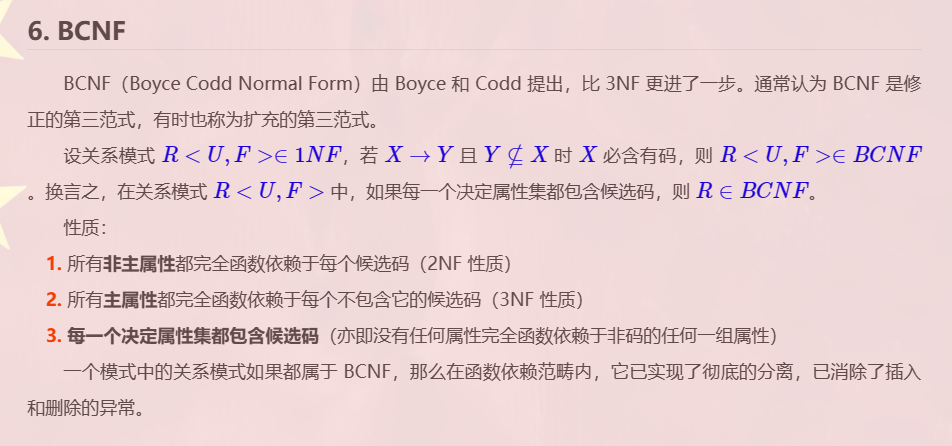 6. BCNF
BCNF（Boyce Codd Normal Form）由 Boyce 和 Codd 提出，比 3NF 更进了一步。通常认为 BCNF 是修
正的第三范式，有时也称为扩充的第三范式。
设关系模式 R < U, F >∈ 1NF，若 X → Y 且 Y ⊈ X 时 X 必含有码，则 R < U, F >∈ BCNF
。换言之，在关系模式 R < U, F > 中，如果每一个决定属性集都包含候选码，则 R ∈ BCNF。
性质：
1. 所有非主属性都完全函数依赖于每个候选码（2NF 性质）
2. 所有主属性都完全函数依赖于每个不包含它的候选码（3NF 性质）
3. 每一个决定属性集都包含候选码（亦即没有任何属性完全函数依赖于非码的任何一组属性）
一个模式中的关系模式如果都属于 BCNF，那么在函数依赖范畴内，它已实现了彻底的分离，已消除了插入
和删除的异常。